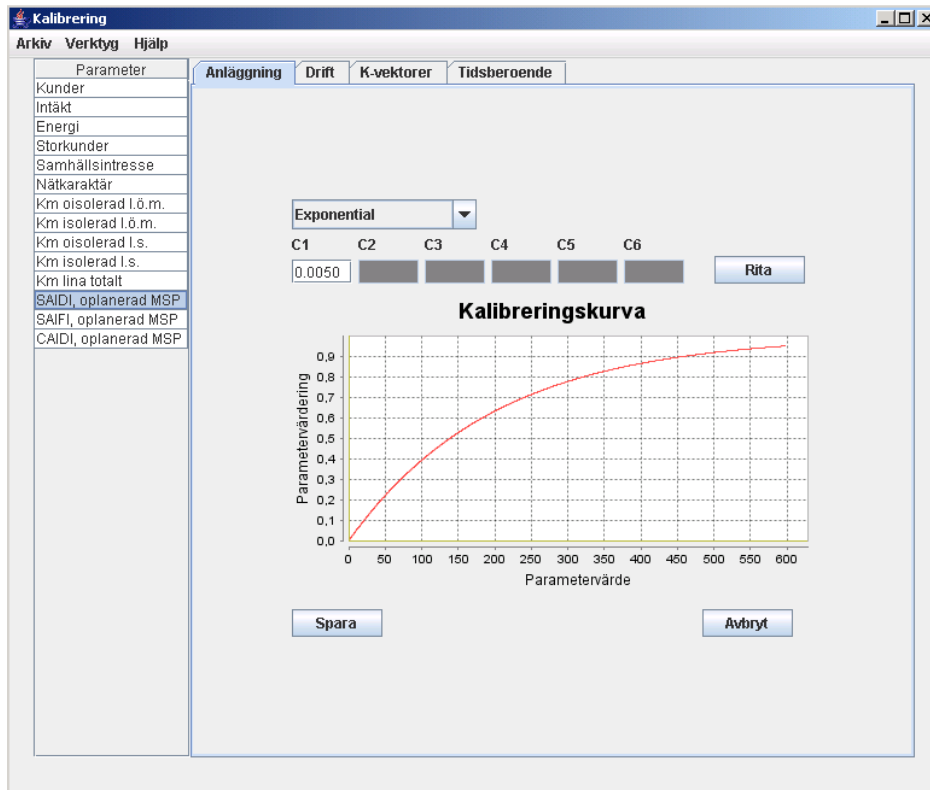 Kalibrering
Arkiv Verktyg Hjälp
Parameter
Kunder
Intäkt
Energi
Storkunder
Samhällsintresse
Nätkaraktär
Km oisolerad l.ö.m.
Km isolerad l.ö.m.
Km oisolerad l.s.
Km isolerad l.s.
Km lina totalt
SAIDI, oplanerad MSP
SAIFI, oplanerad MSP
CAIDI, oplanerad MSP
Anläggning Drift K-vektorer Tidsberoende
Exponential
C1 C2 C3 C4 C5 C6
0.0050
Rita
Kalibreringskurva
Parametervärdering
0,9
0,8
0,7
0,6
0,5
0,4
0,3
0,2
0,1
0,0
0 50 100 150 200 250 300 350 400 450 500 550 600
Parametervärde
Spara
Avbryt